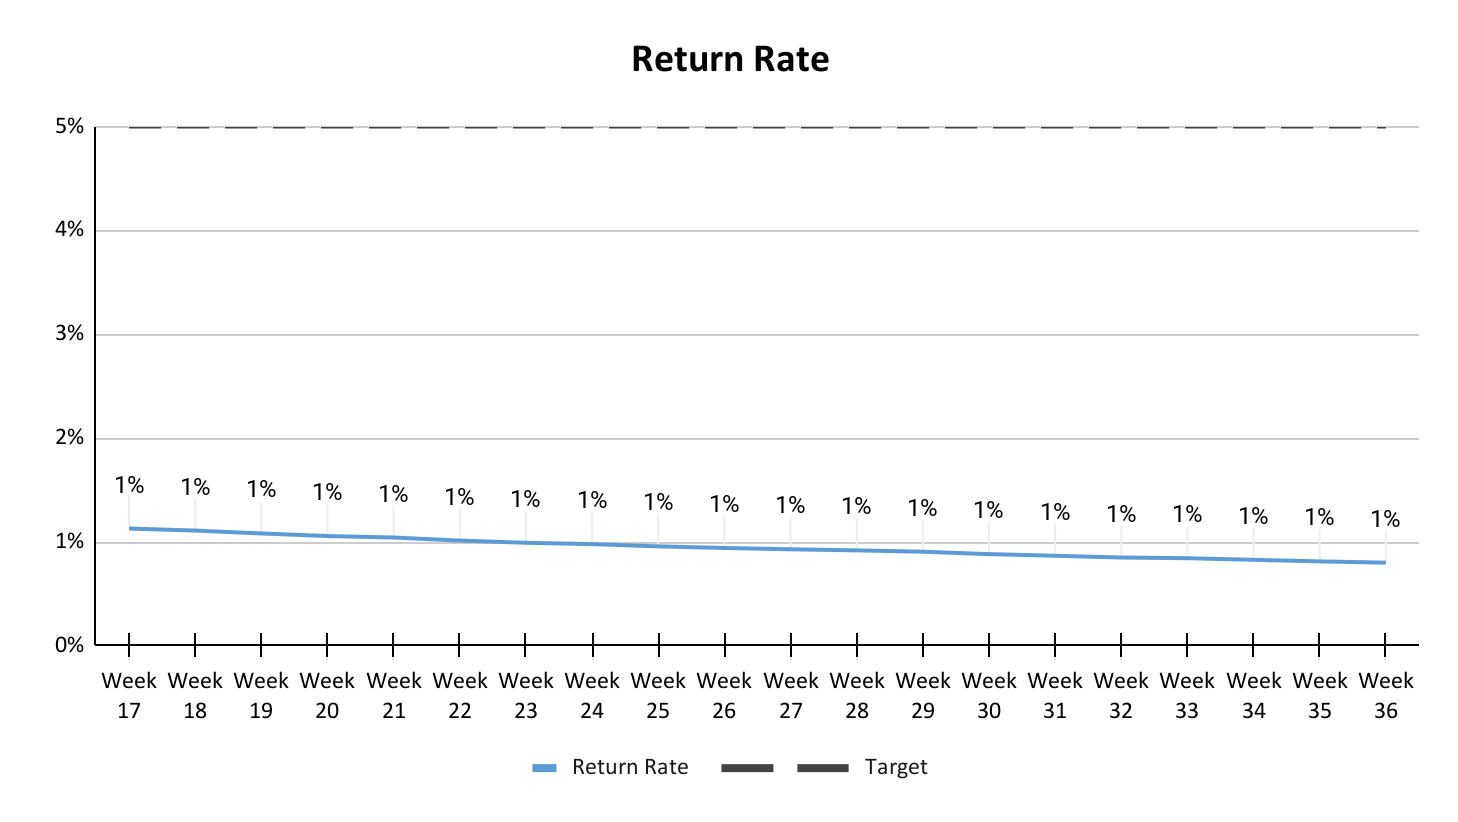 Return Rate
5%
4%
3%
2%
1%
0%
1% 1% 1% 1% 1% 1% 1% 1% 1% 1% 1% 1% 1% 1% 1% 1% 1% 1% 1% 1%
Week Week Week Week Week Week Week Week Week Week Week Week Week Week Week Week Week Week Week Week
17 18 19 20 21 22 23 24 25 26 27 28 29 30 31 32 33 34 35 36
Return Rate Target